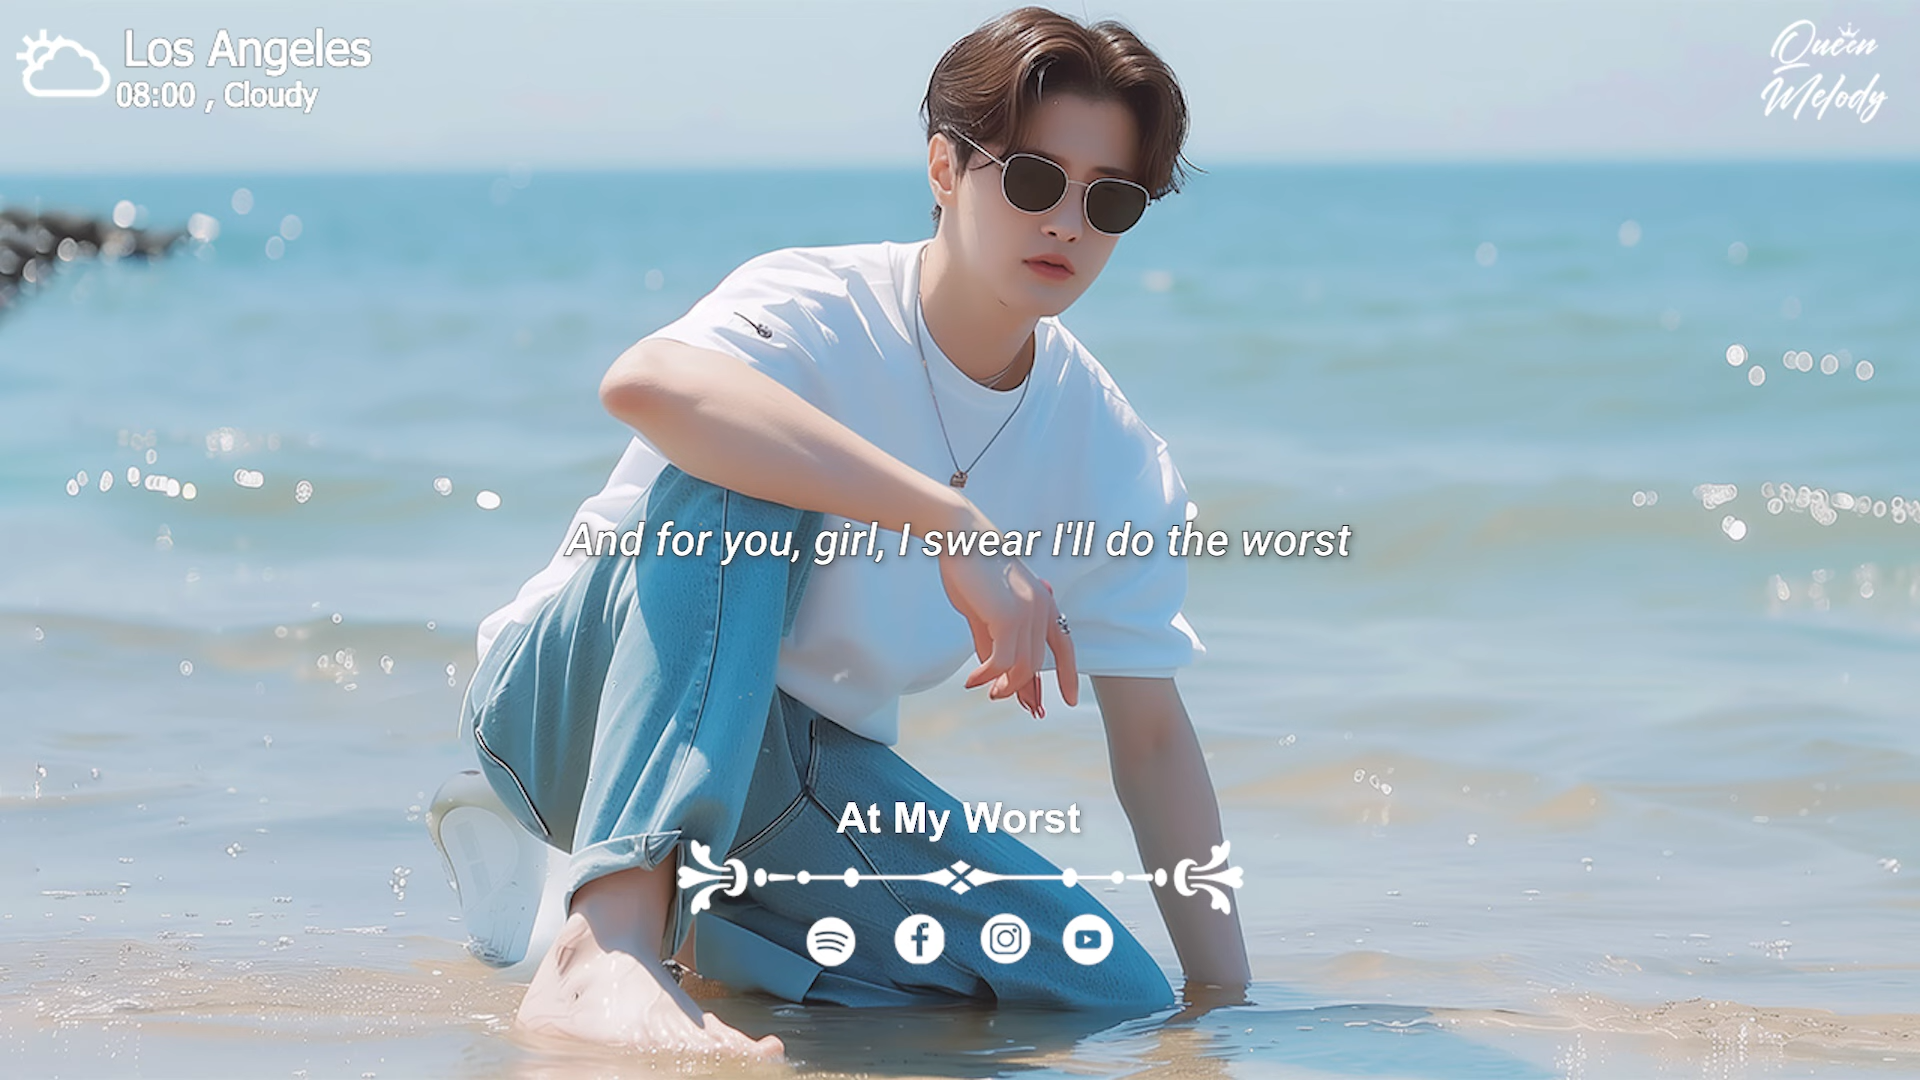 Los Angeles
08:00 , Cloudy
Queen
Melody
And for you, girl, I swear I'll do the worst
At My Worst